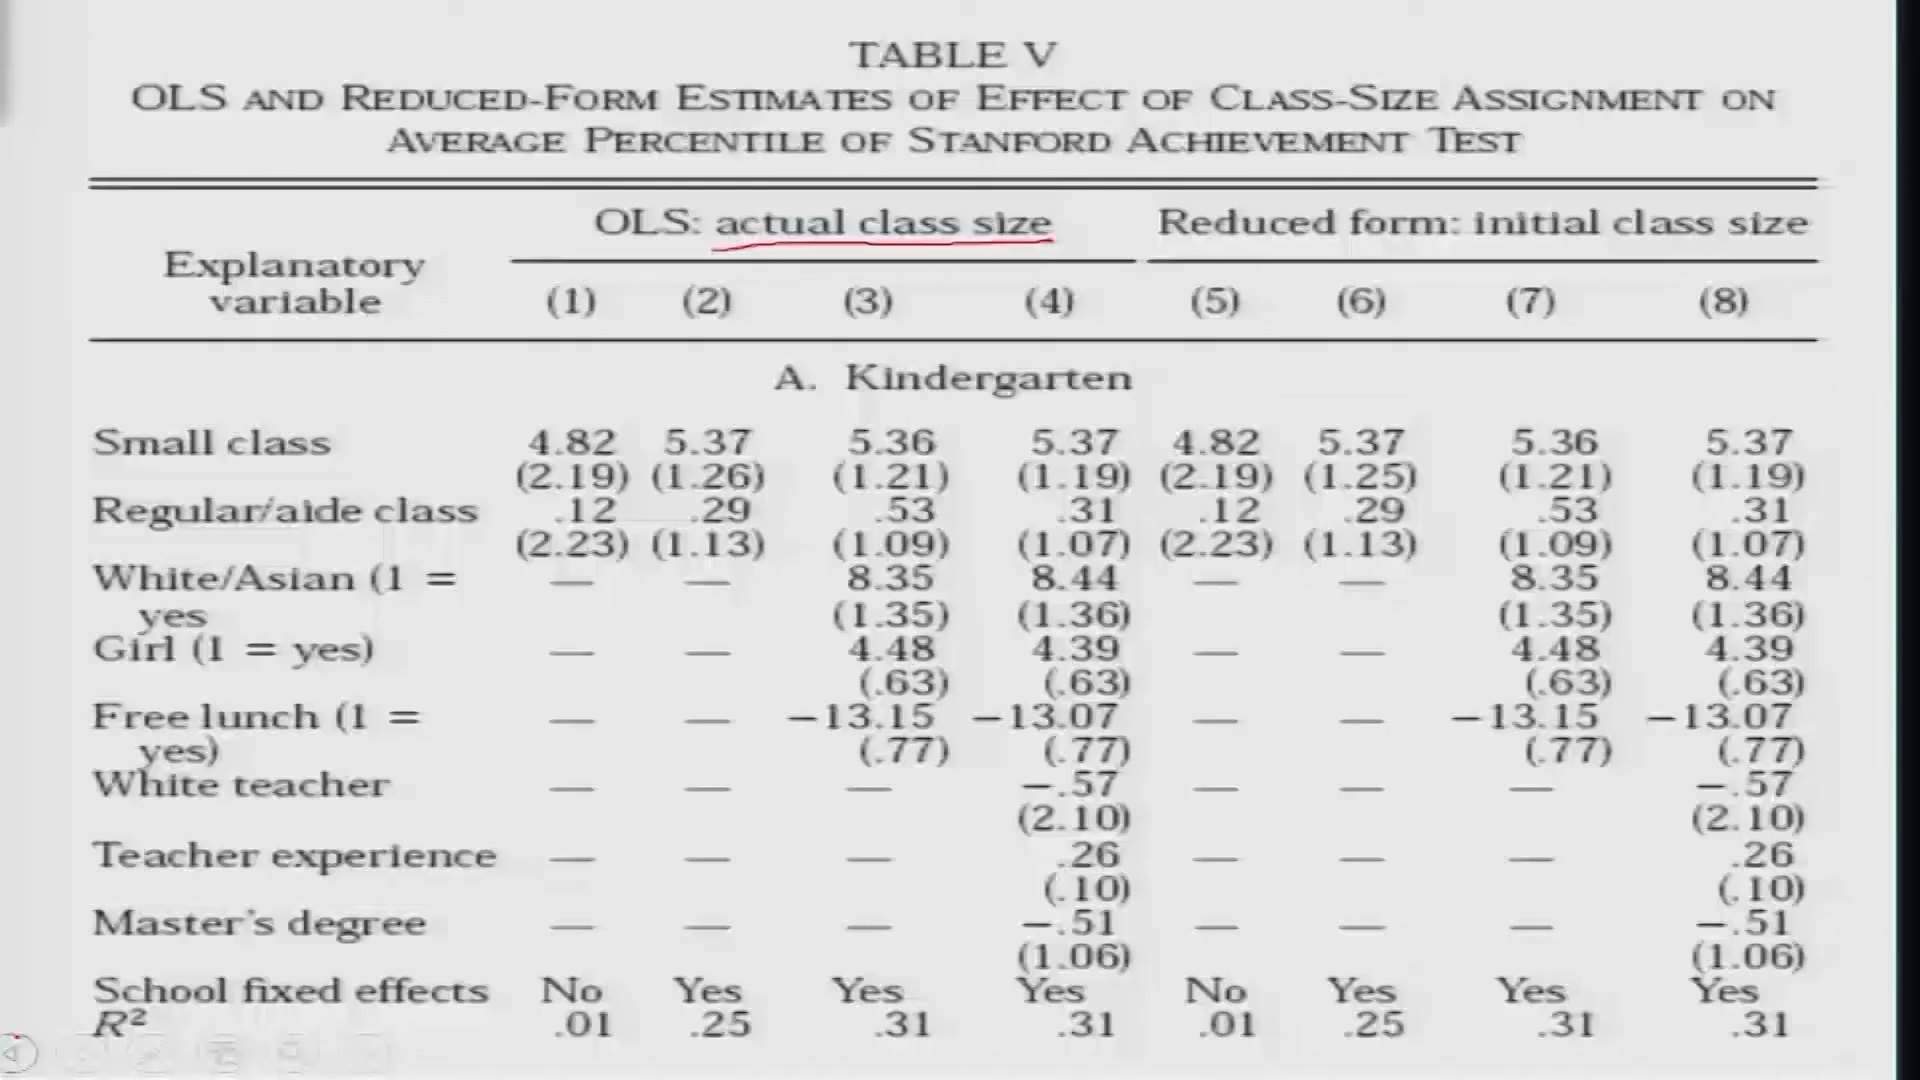 TABLE V
OLS AND REDUCED-FORM ESTIMATES OF EFFECT OF CLASS-SIZE ASSIGNMENT ON
AVERAGE PERCENTILE OF STANFORD ACHIEVEMENT TEST
OLS: actual class size Reduced form: initial class size
Explanatory
variable (1) (2) (3) (4) (5) (6) (7) (8)
A. Kindergarten
Small class 4.82 5.37 5.36 5.37 4.82 5.37 5.36 5.37
(2.19) (1.26) (1.21) (1.19) (2.19) (1.25) (1.21) (1.19)
Regular/aide class .12 .29 .53 .31 .12 .29 .53 .31
(2.23) (1.13) (1.09) (1.07) (2.23) (1.13) (1.09) (1.07)
White/Asian (1 = — — 8.35 8.44 — — 8.35 8.44
yes (1.35) (1.36) (1.35) (1.36)
Girl (1 = yes) — — 4.48 4.39 — — 4.48 4.39
(.63) (.63) (.63) (.63)
Free lunch (1 = — — −13.15 −13.07 — — −13.15 −13.07
yes) (.77) (.77) (.77) (.77)
White teacher — — — −.57 — — — −.57
(2.10) (2.10)
Teacher experience — — — .26 — — — .26
(.10) (.10)
Master's degree — — — −.51 — — — −.51
(1.06) (1.06)
School fixed effects No Yes Yes Yes No Yes Yes Yes
R² .01 .25 .31 .31 .01 .25 .31 .31